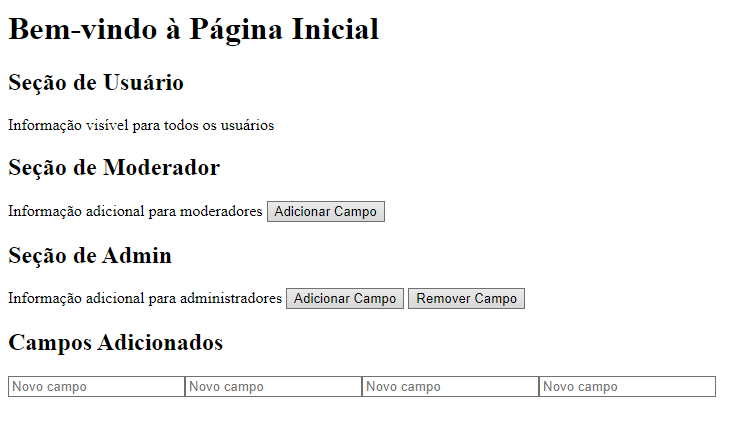 Bem-vindo à Página Inicial
Seção de Usuário
Informação visível para todos os usuários
Seção de Moderador
Informação adicional para moderadores Adicionar Campo
Seção de Admin
Informação adicional para administradores Adicionar Campo Remover Campo
Campos Adicionados
Novo campo Novo campo Novo campo Novo campo